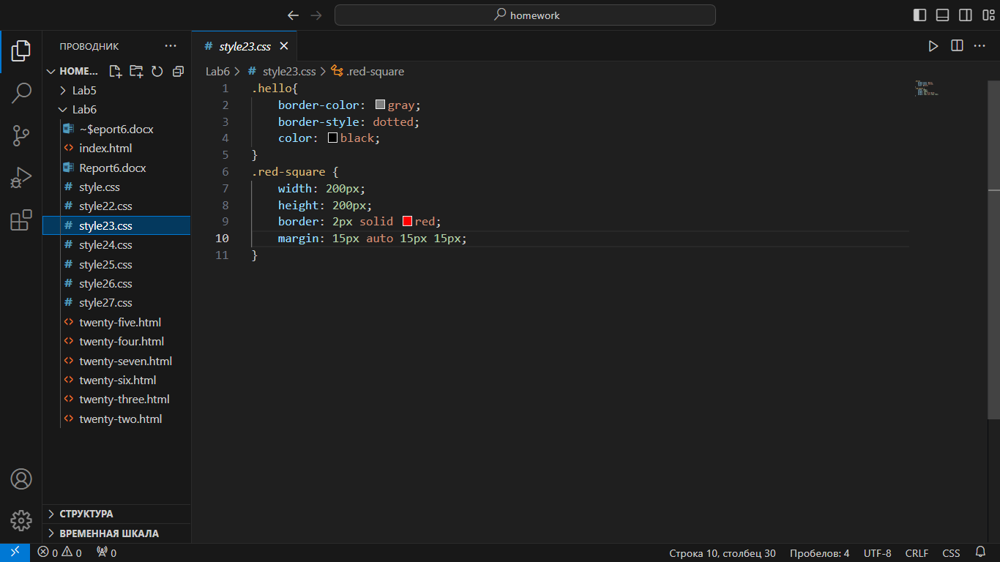 homework
ПРОВОДНИК
HOME...
Lab5
Lab6
~$eport6.docx
index.html
Report6.docx
style.css
style22.css
style23.css
style24.css
style25.css
style26.css
style27.css
twenty-five.html
twenty-four.html
twenty-seven.html
twenty-six.html
twenty-three.html
twenty-two.html
СТРУКТУРА
ВРЕМЕННАЯ ШКАЛА
# style23.css
Lab6 > # style23.css > .red-square
1 .hello{
2 border-color: gray;
3 border-style: dotted;
4 color: black;
5 }
6 .red-square {
7 width: 200px;
8 height: 200px;
9 border: 2px solid red;
10 margin: 15px auto 15px 15px;
11 }
0 0 0 Строка 10, столбец 30 Пробелов: 4 UTF-8 CRLF CSS